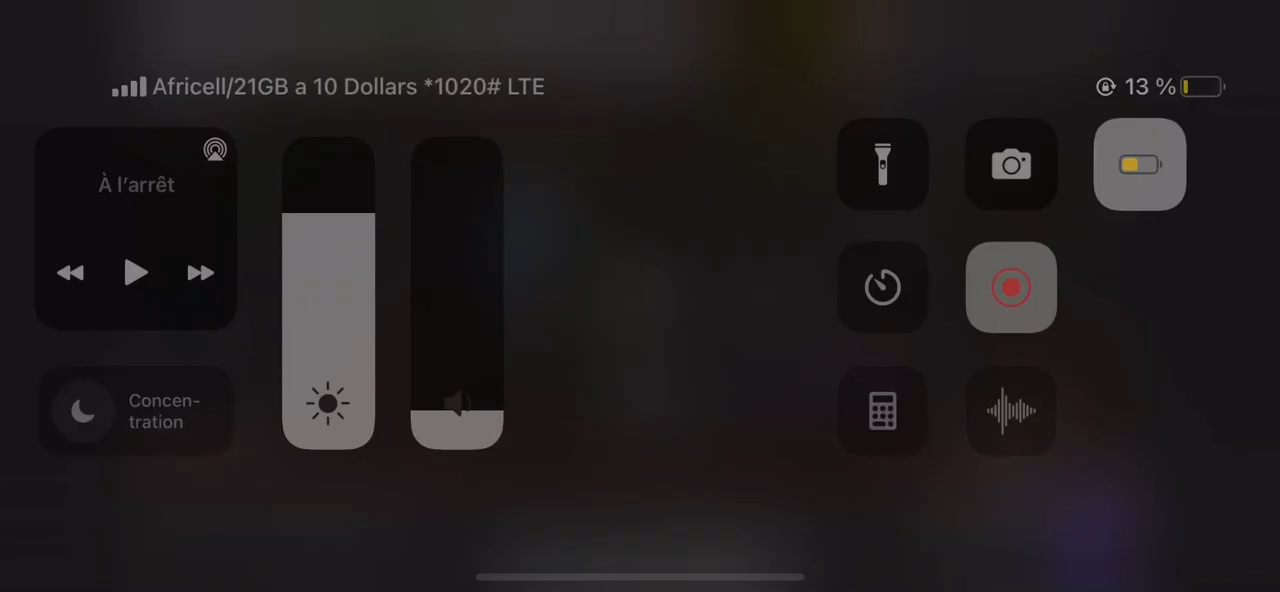 Africell/21GB a 10 Dollars *1020# LTE
13 %
À l’arrêt
Concen-
tration